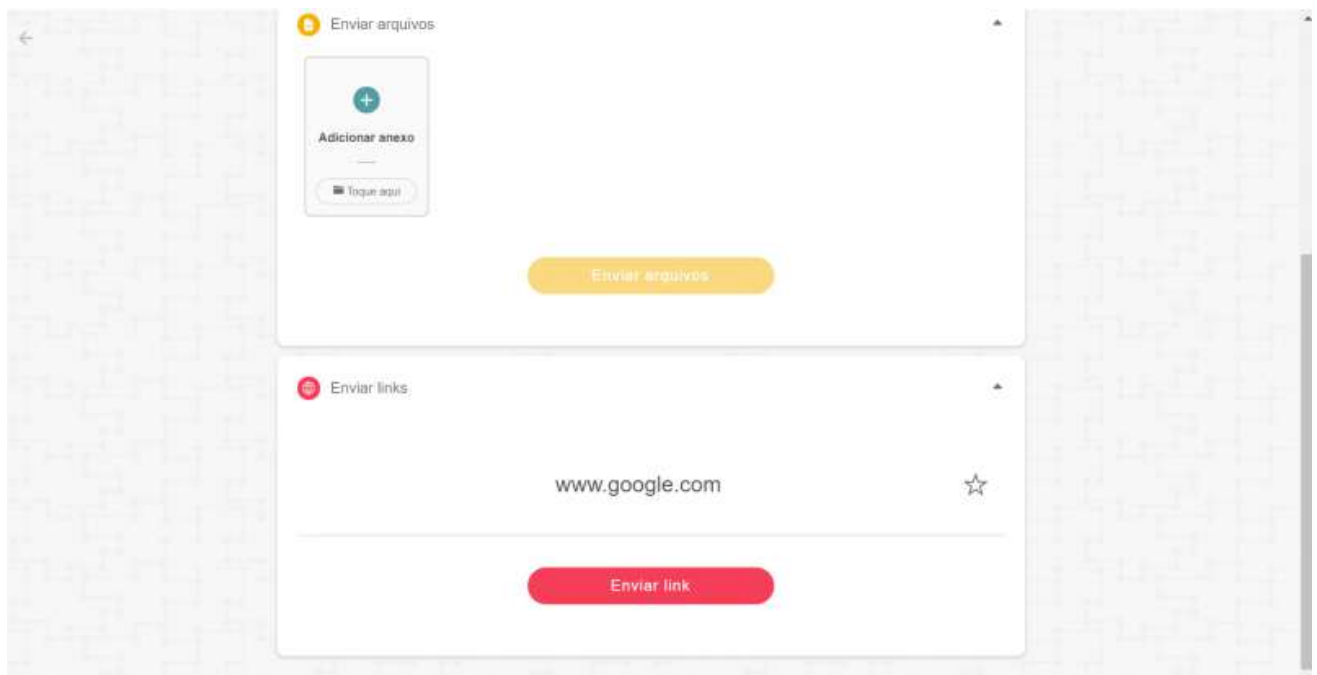 Enviar arquivos
Adicionar anexo
Toque aqui
Enviar arquivos
Enviar links
www.google.com
Enviar link